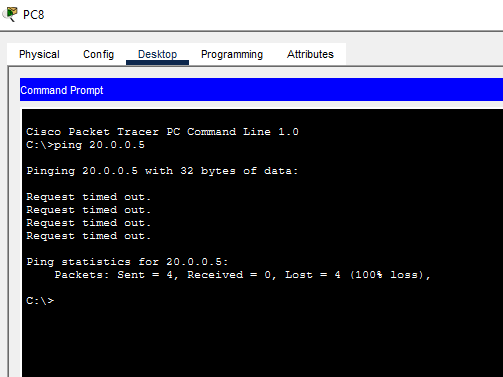 PC8
Physical Config Desktop Programming Attributes
Command Prompt
Cisco Packet Tracer PC Command Line 1.0
C:\>ping 20.0.0.5
Pinging 20.0.0.5 with 32 bytes of data:
Request timed out.
Request timed out.
Request timed out.
Request timed out.
Ping statistics for 20.0.0.5:
    Packets: Sent = 4, Received = 0, Lost = 4 (100% loss),
C:\>